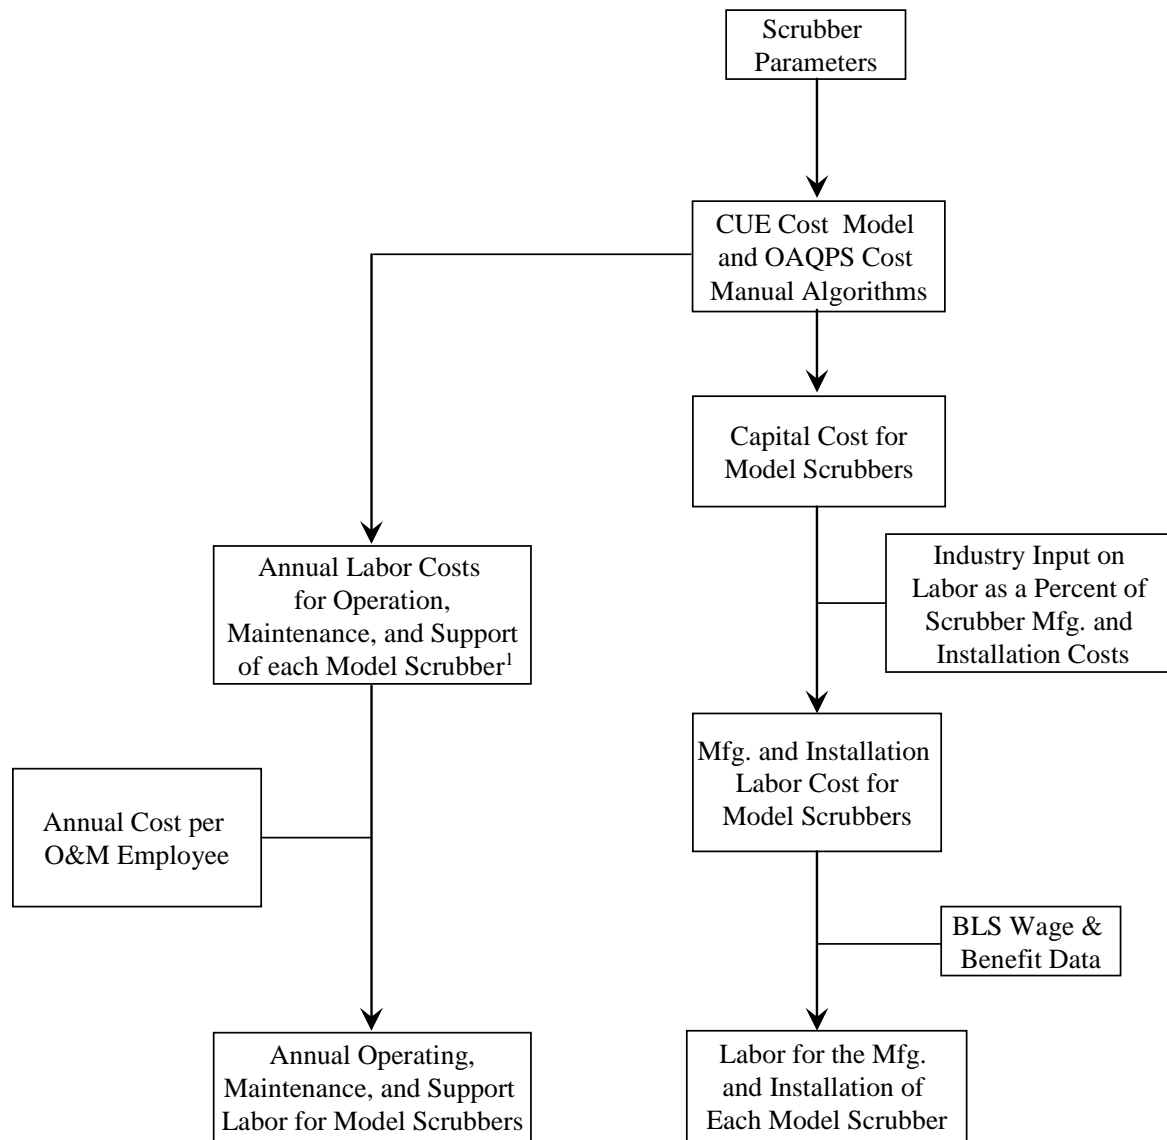 Scrubber
Parameters
CUE Cost Model
and OAQPS Cost
Manual Algorithms
Capital Cost for
Model Scrubbers
Annual Labor Costs
for Operation,
Maintenance, and Support
of each Model Scrubber¹
Industry Input on
Labor as a Percent of
Scrubber Mfg. and
Installation Costs
Mfg. and Installation
Labor Cost for
Model Scrubbers
Annual Cost per
O&M Employee
BLS Wage &
Benefit Data
Annual Operating,
Maintenance, and Support
Labor for Model Scrubbers
Labor for the Mfg.
and Installation of
Each Model Scrubber